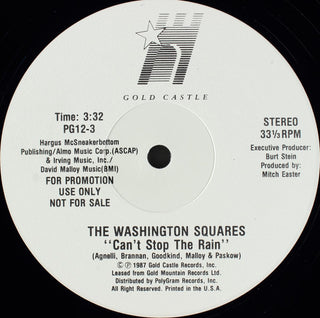 GOLD CASTLE
Time: 3:32
PG12-3
Hargus McSneakerbottom
Publishing/Almo Music Corp.(ASCAP)
& Irving Music, Inc./
David Malloy Music(BMI)
FOR PROMOTION
USE ONLY
NOT FOR SALE
STEREO
33⅓RPM
Executive Producer:
Burt Stein
Produced by:
Mitch Easter
THE WASHINGTON SQUARES
“Can't Stop The Rain”
(Agnelli, Brannan, Goodkind, Malloy & Paskow)
© ℗ 1987 Gold Castle Records, Inc.
Leased from Gold Mountain Records Ltd.
Distributed by PolyGram Records, Inc.
All Right Reserved. Printed in the U.S.A.